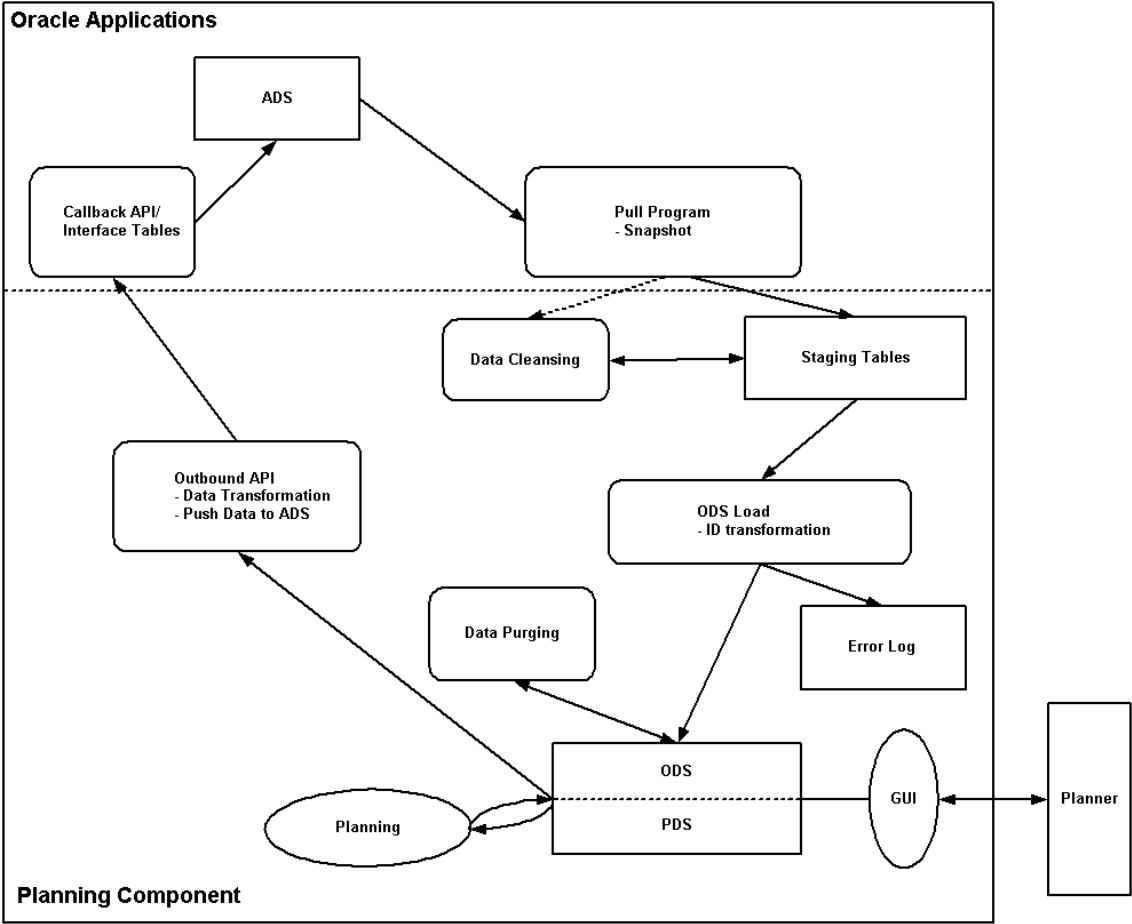 Oracle Applications
ADS
Callback API/
Interface Tables
Pull Program
- Snapshot
Data Cleansing
Staging Tables
Outbound API
- Data Transformation
- Push Data to ADS
ODS Load
- ID transformation
Data Purging
Error Log
ODS
PDS
GUI
Planner
Planning
Planning Component